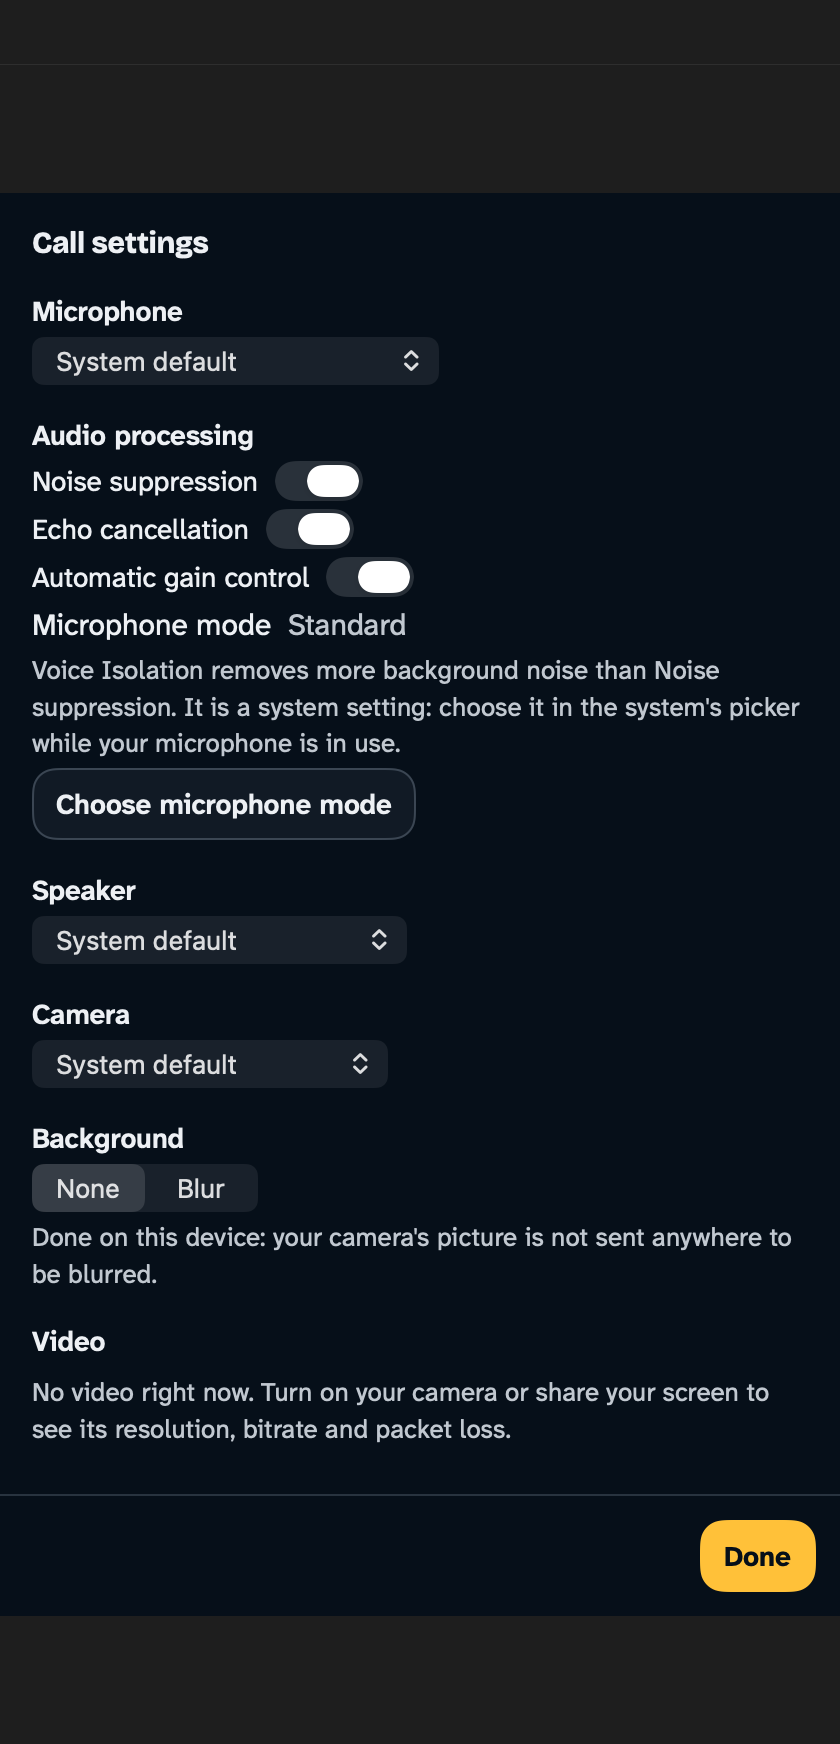 Call settings
Microphone
System default
Audio processing
Noise suppression
Echo cancellation
Automatic gain control
Microphone mode Standard
Voice Isolation removes more background noise than Noise
suppression. It is a system setting: choose it in the system's picker
while your microphone is in use.
Choose microphone mode
Speaker
System default
Camera
System default
Background
None Blur
Done on this device: your camera's picture is not sent anywhere to
be blurred.
Video
No video right now. Turn on your camera or share your screen to
see its resolution, bitrate and packet loss.
Done